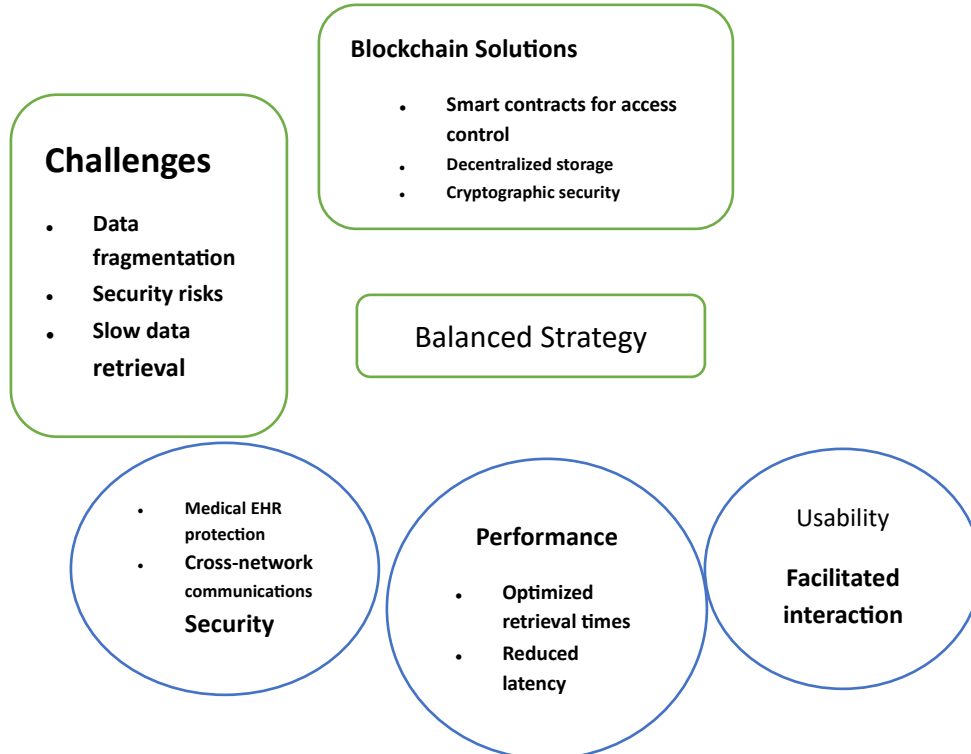 Blockchain Solutions
• Smart contracts for access
control
• Decentralized storage
• Cryptographic security
Challenges
• Data
fragmentation
• Security risks
• Slow data
retrieval
Balanced Strategy
• Medical EHR
protection
• Cross-network
communications
Security
Performance
• Optimized
retrieval times
• Reduced
latency
Usability
Facilitated
interaction